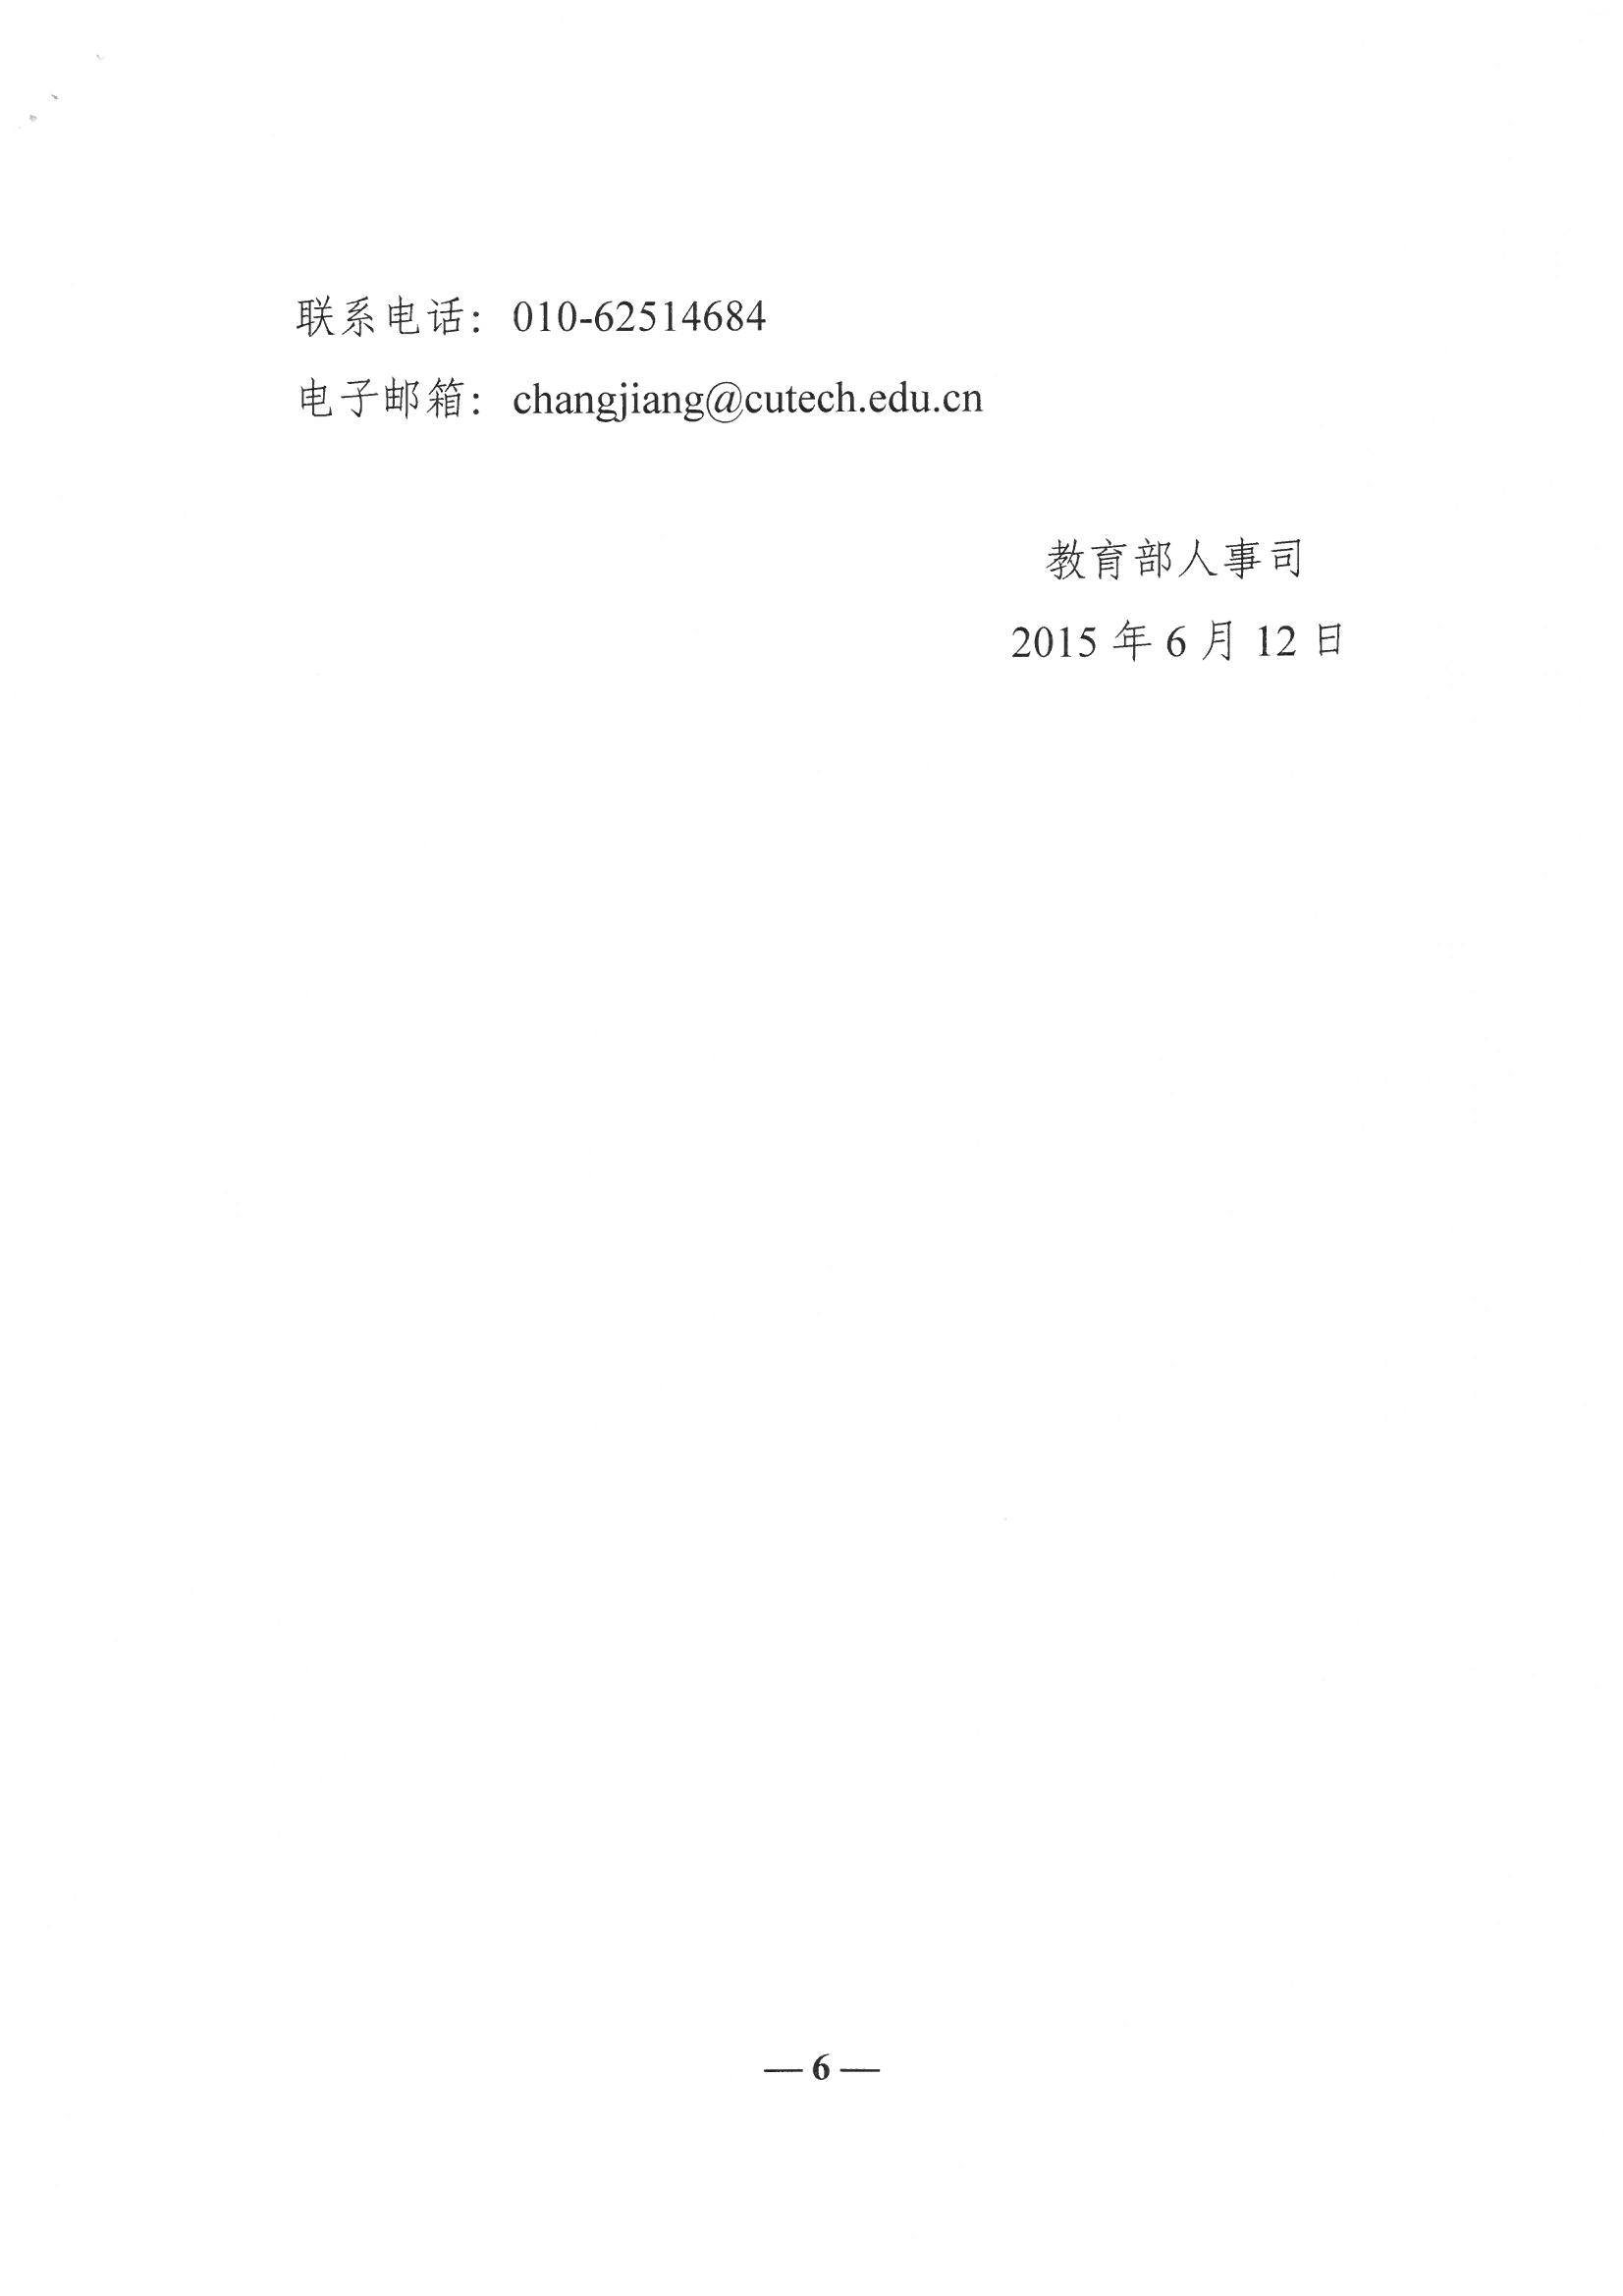 联系电话：010-62514684
电子邮箱：changjiang@cutech.edu.cn
教育部人事司
2015 年 6 月 12 日
— 6 —